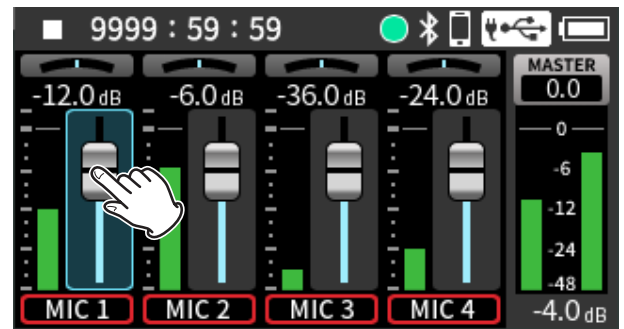 9999 : 59 : 59
-12.0 dB
-6.0 dB
-36.0 dB
-24.0 dB
MASTER
0.0
0
-6
-12
-24
-48
-4.0 dB
MIC 1
MIC 2
MIC 3
MIC 4